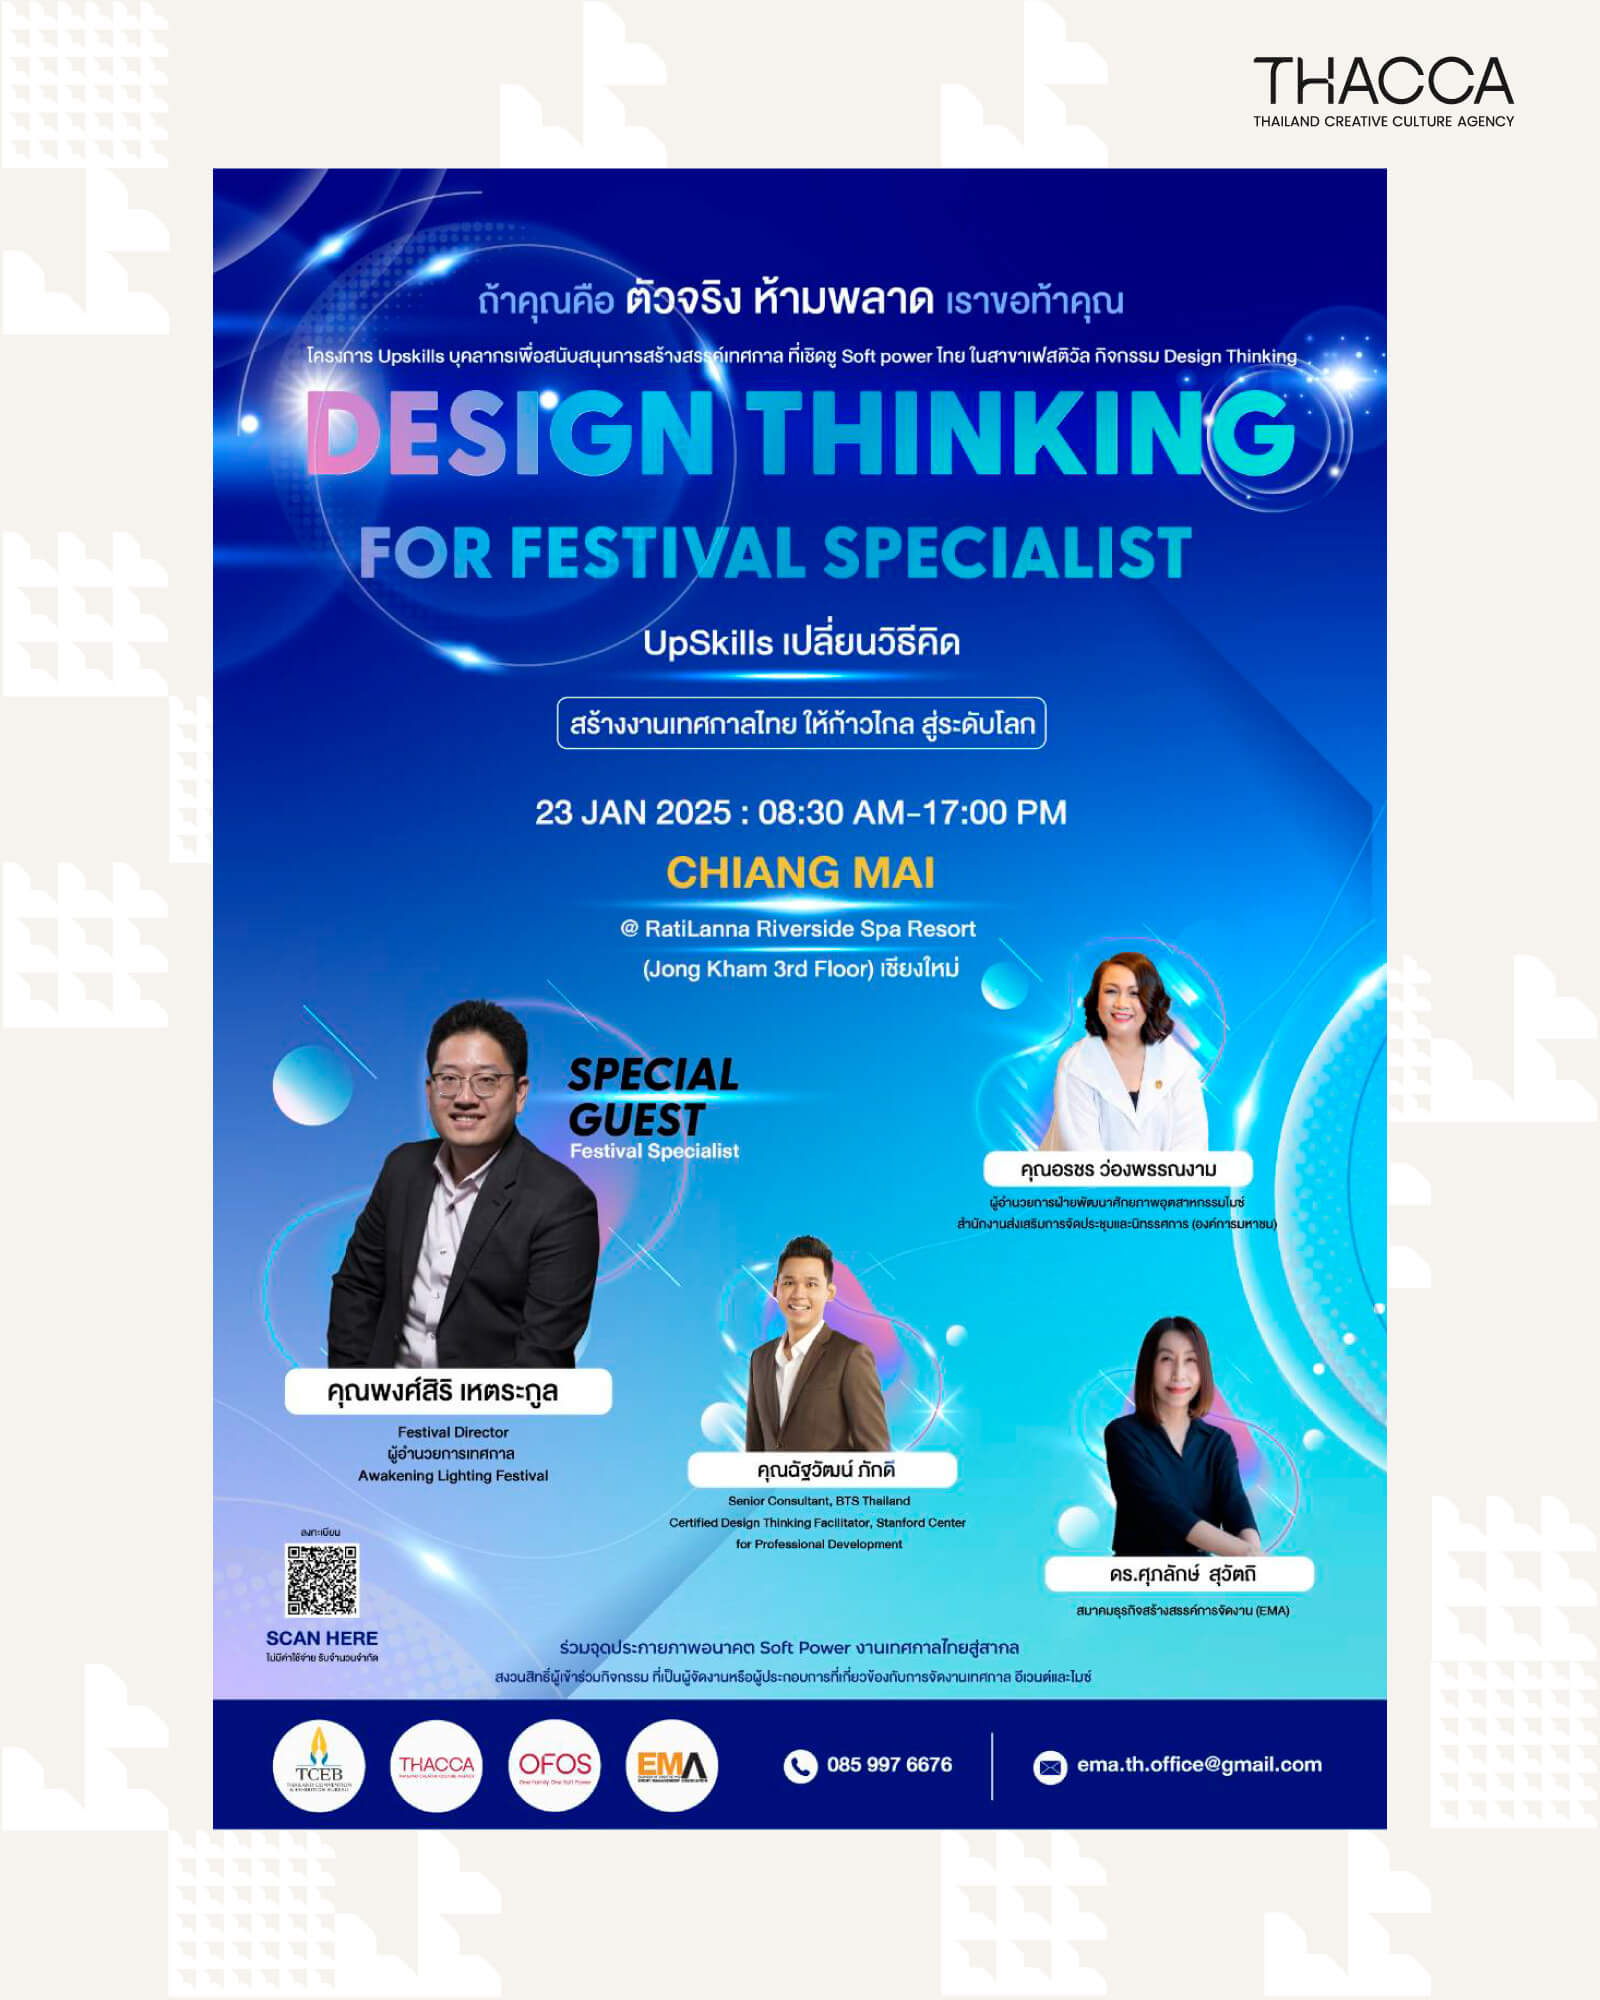 THACCA
THAILAND CREATIVE CULTURE AGENCY
ถ้าคุณคือ ตัวจริง ห้ามพลาด เราขอท้าคุณ
โครงการ Upskills บุคลากรเพื่อสนับสนุนการสร้างสรรค์เทศกาล ที่เชิดชู Soft power ไทย ในสาขาเฟสติวัล กิจกรรม Design Thinking
DESIGN THINKING
FOR FESTIVAL SPECIALIST
UpSkills เปลี่ยนวิธีคิด
สร้างงานเทศกาลไทย ให้ก้าวไกล สู่ระดับโลก
23 JAN 2025 : 08:30 AM-17:00 PM
CHIANG MAI
@ RatiLanna Riverside Spa Resort
(Jong Kham 3rd Floor) เชียงใหม่
SPECIAL
GUEST
Festival Specialist
คุณอรชร ว่องพรรณงาม
ผู้อำนวยการฝ่ายพัฒนาศักยภาพอุตสาหกรรมไมซ์
สำนักงานส่งเสริมการจัดประชุมและนิทรรศการ (องค์การมหาชน)
คุณพงศ์สิริ เหตระกูล
Festival Director
ผู้อำนวยการเทศกาล
Awakening Lighting Festival
คุณฉัฐวัฒน์ ภักดี
Senior Consultant, BTS Thailand
Certified Design Thinking Facilitator, Stanford Center
for Professional Development
ดร.ศุภลักษ์ สุวัตถิ
สมาคมธุรกิจสร้างสรรค์การจัดงาน (EMA)
ลงทะเบียน
SCAN HERE
ไม่มีค่าใช้จ่าย รับจำนวนจำกัด
ร่วมจุดประกายภาพอนาคต Soft Power งานเทศกาลไทยสู่สากล
สงวนสิทธิ์ผู้เข้าร่วมกิจกรรม ที่เป็นผู้จัดงานหรือผู้ประกอบการที่เกี่ยวข้องกับการจัดงานเทศกาล อีเวนต์และไมซ์
TCEB
THAILAND CONVENTION
& EXHIBITION BUREAU
THACCA
THAILAND CREATIVE CULTURE AGENCY
OFOS
One Family One Soft Power
EMA
EVENT MANAGEMENT ASSOCIATION
085 997 6676
ema.th.office@gmail.com